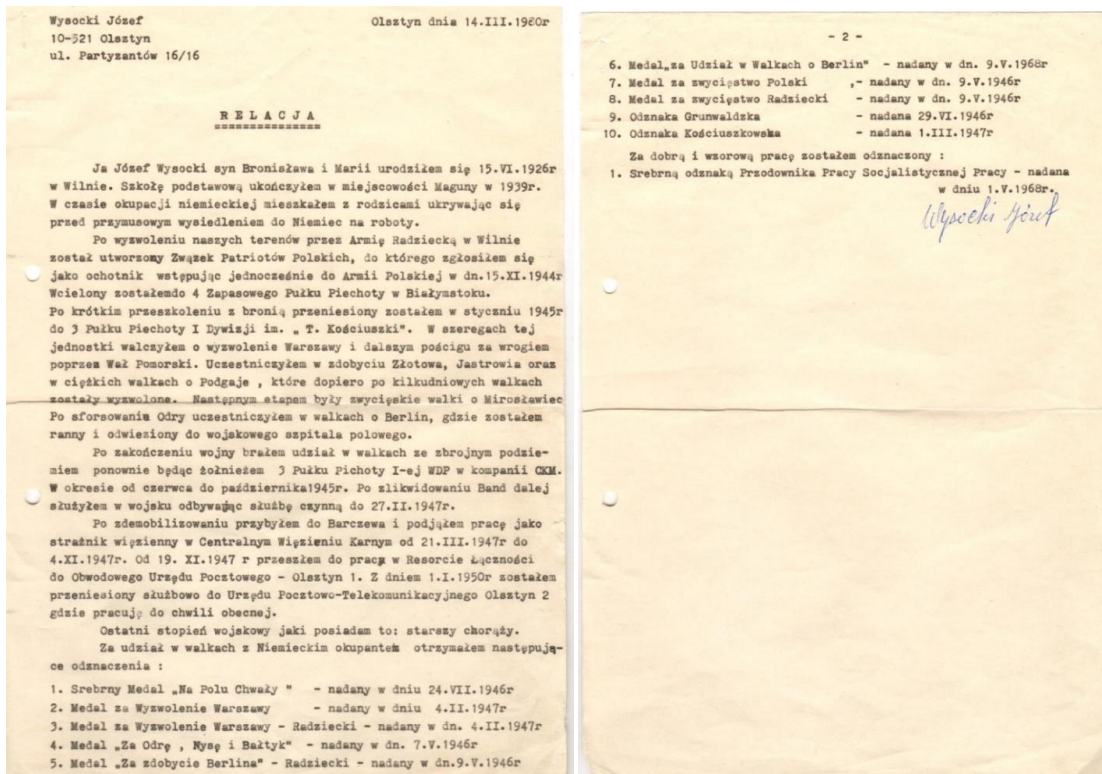 Wysocki Józef Olsztyn dnia 14.III.1980r
10-521 Olsztyn
ul. Partyzantów 16/16
R E L A C J A
Ja Józef Wysocki syn Bronisława i Marii urodziłem się 15.VI.1926r
w Wilnie. Szkołę podstawową ukończyłem w miejscowości Maguny w 1939r.
W czasie okupacji niemieckiej mieszkałem z rodzicami ukrywając się
przed przymusowym wysiedleniem do Niemiec na roboty.
Po wyzwoleniu naszych terenów przez Armię Radziecką w Wilnie
został utworzony Związek Patriotów Polskich, do którego zgłosiłem się
jako ochotnik wstępując jednocześnie do Armii Polskiej w dn.15.XI.1944r
Wcielony zostałemdo 4 Zapasowego Pułku Piechoty w Białymstoku.
Po krótkim przeszkoleniu z bronią przeniesiony zostałem w styczniu 1945r
do 3 Pułku Piechoty I Dywizji im. „ T. Kościuszki". W szeregach tej
jednostki walczyłem o wyzwolenie Warszawy i dalszym pościgu za wrogiem
poprzez Wał Pomorski. Uczestniczyłem w zdobyciu Złotowa, Jastrowia oraz
w ciężkich walkach o Podgaje , które dopiero po kilkudniowych walkach
zostały wyzwolone. Następnym etapem były zwycięskie walki o Mirosławiec
Po sforsowaniu Odry uczestniczyłem w walkach o Berlin, gdzie zostałem
ranny i odwieziony do wojskowego szpitala polowego.
Po zakończeniu wojny brałem udział w walkach ze zbrojnym podzie-
miem ponownie będąc żołnieżem 3 Pułku Pichoty I-ej WDP w kompanii CKM.
W okresie od czerwca do października1945r. Po zlikwidowaniu Band dalej
służyłem w wojsku odbywając służbę czynną do 27.II.1947r.
Po zdemobilizowaniu przybyłem do Barczewa i podjąłem pracę jako
strażnik więzienny w Centralnym Więzieniu Karnym od 21.III.1947r do
4.XI.1947r. Od 19. XI.1947 r przeszłem do pracy w Resorcie Łączności
do Obwodowego Urzędu Pocztowego - Olsztyn 1. Z dniem 1.I.1950r zostałem
przeniesiony służbowo do Urzędu Pocztowo-Telekomunikacyjnego Olsztyn 2
gdzie pracuję do chwili obecnej.
Ostatni stopień wojskowy jaki posiadam to: starszy chorąży.
Za udział w walkach z Niemieckim okupantem otrzymałem następują-
ce odznaczenia :
1. Srebrny Medal „Na Polu Chwały " - nadany w dniu 24.VII.1946r
2. Medal za Wyzwolenie Warszawy - nadany w dniu 4.II.1947r
3. Medal za Wyzwolenie Warszawy - Radziecki - nadany w dn. 4.II.1947r
4. Medal „Za Odrę , Nysę i Bałtyk" - nadany w dn. 7.V.1946r
5. Medal „Za zdobycie Berlina" - Radziecki - nadany w dn.9.V.1946r
- 2 -
6. Medal„za Udział w Walkach o Berlin" - nadany w dn. 9.V.1968r
7. Medal za zwycięstwo Polski ,- nadany w dn. 9.V.1946r
8. Medal za zwycięstwo Radziecki - nadany w dn. 9.V.1946r
9. Odznaka Grunwaldzka - nadana 29.VI.1946r
10. Odznaka Kościuszkowska - nadana 1.III.1947r
Za dobrą i wzorową pracę zostałem odznaczony :
1. Srebrną odznaką Przodownika Pracy Socjalistycznej Pracy - nadana
w dniu 1.V.1968r.
Wysocki Józef